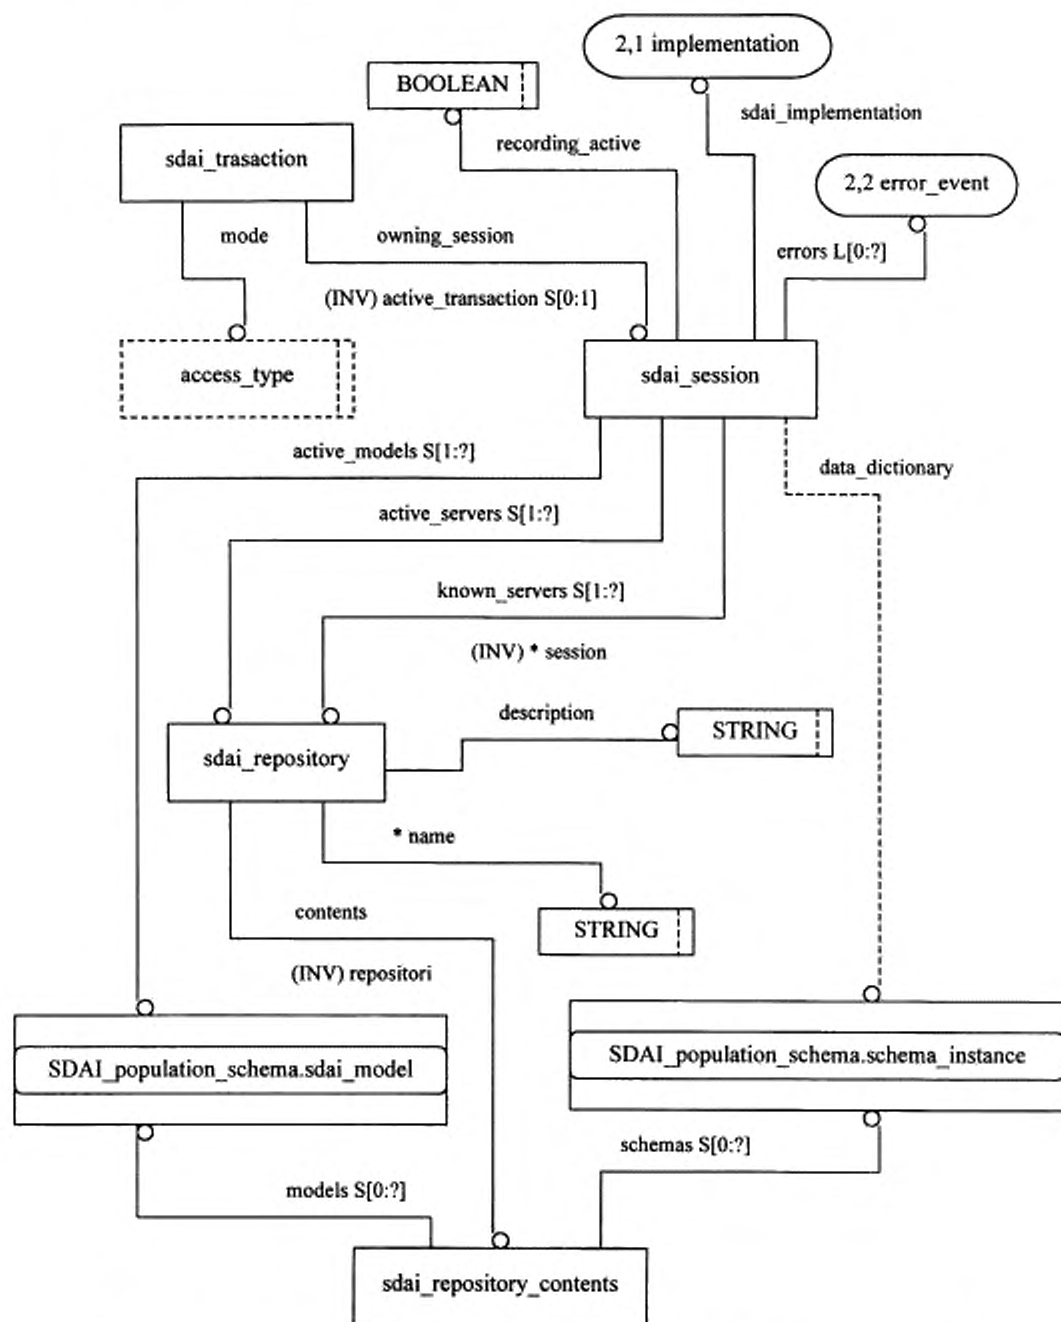 2,1 implementation
BOOLEAN
sdai_implementation
recording_active
sdai_trasaction
2,2 error_event
mode
owning_session
errors L[0:?]
(INV) active_transaction S[0:1]
access_type
sdai_session
active_models S[1:?]
data_dictionary
active_servers S[1:?]
known_servers S[1:?]
(INV) * session
description
STRING
sdai_repository
* name
contents
STRING
(INV) repositori
SDAI_population_schema.sdai_model
SDAI_population_schema.schema_instance
schemas S[0:?]
models S[0:?]
sdai_repository_contents